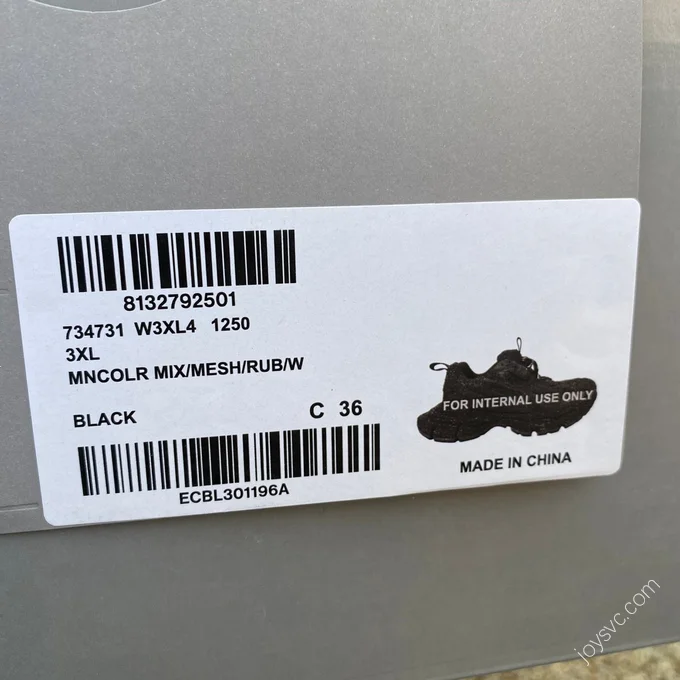 8132792501
734731 W3XL4 1250
3XL
MNCOLR MIX/MESH/RUB/W
BLACK C 36
ECBL301196A
FOR INTERNAL USE ONLY
MADE IN CHINA
joysvc.com